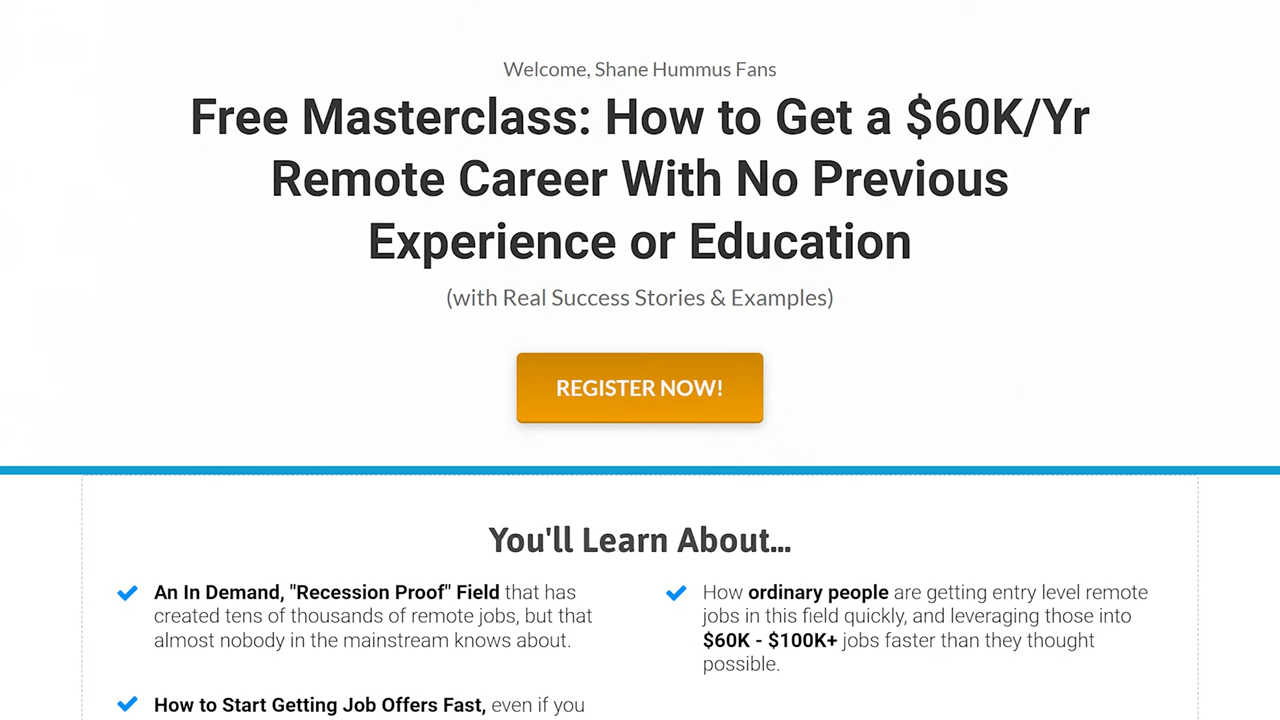 Welcome, Shane Hummus Fans
Free Masterclass: How to Get a $60K/Yr
Remote Career With No Previous
Experience or Education
(with Real Success Stories & Examples)
REGISTER NOW!
You'll Learn About...
An In Demand, "Recession Proof" Field that has
created tens of thousands of remote jobs, but that
almost nobody in the mainstream knows about.
How to Start Getting Job Offers Fast, even if you
How ordinary people are getting entry level remote
jobs in this field quickly, and leveraging those into
$60K - $100K+ jobs faster than they thought
possible.